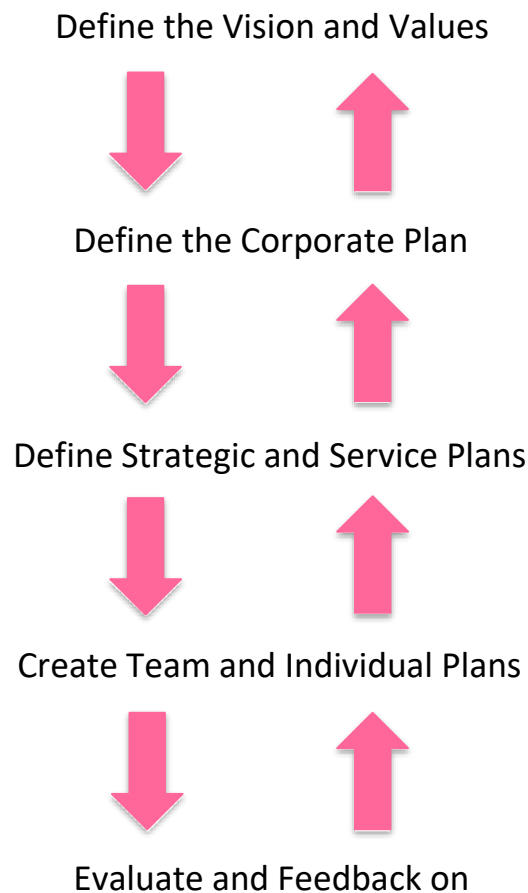 Define the Vision and Values
Define the Corporate Plan
Define Strategic and Service Plans
Create Team and Individual Plans
Evaluate and Feedback on